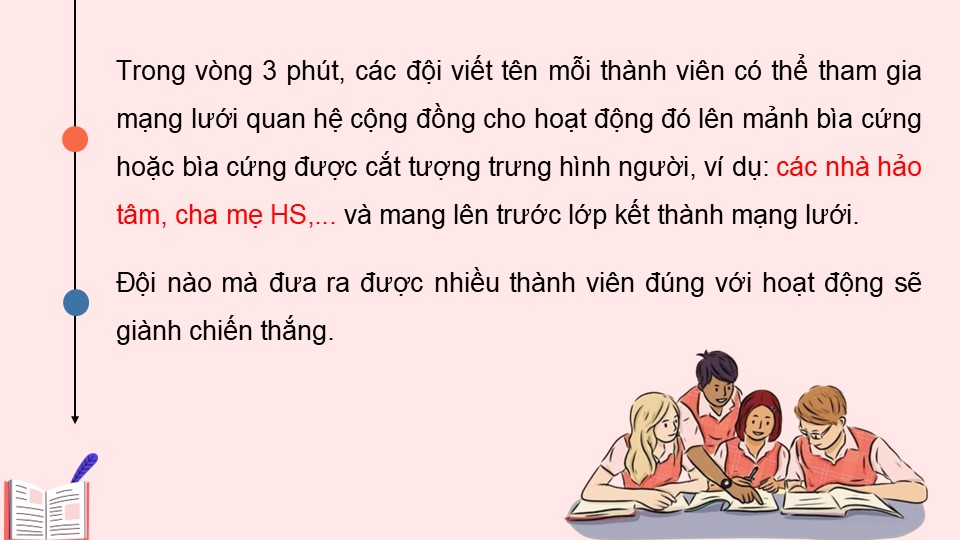 Trong vòng 3 phút, các đội viết tên mỗi thành viên có thể tham gia
mạng lưới quan hệ cộng đồng cho hoạt động đó lên mảnh bìa cứng
hoặc bìa cứng được cắt tượng trưng hình người, ví dụ: các nhà hảo
tâm, cha mẹ HS,... và mang lên trước lớp kết thành mạng lưới.
Đội nào mà đưa ra được nhiều thành viên đúng với hoạt động sẽ
giành chiến thắng.